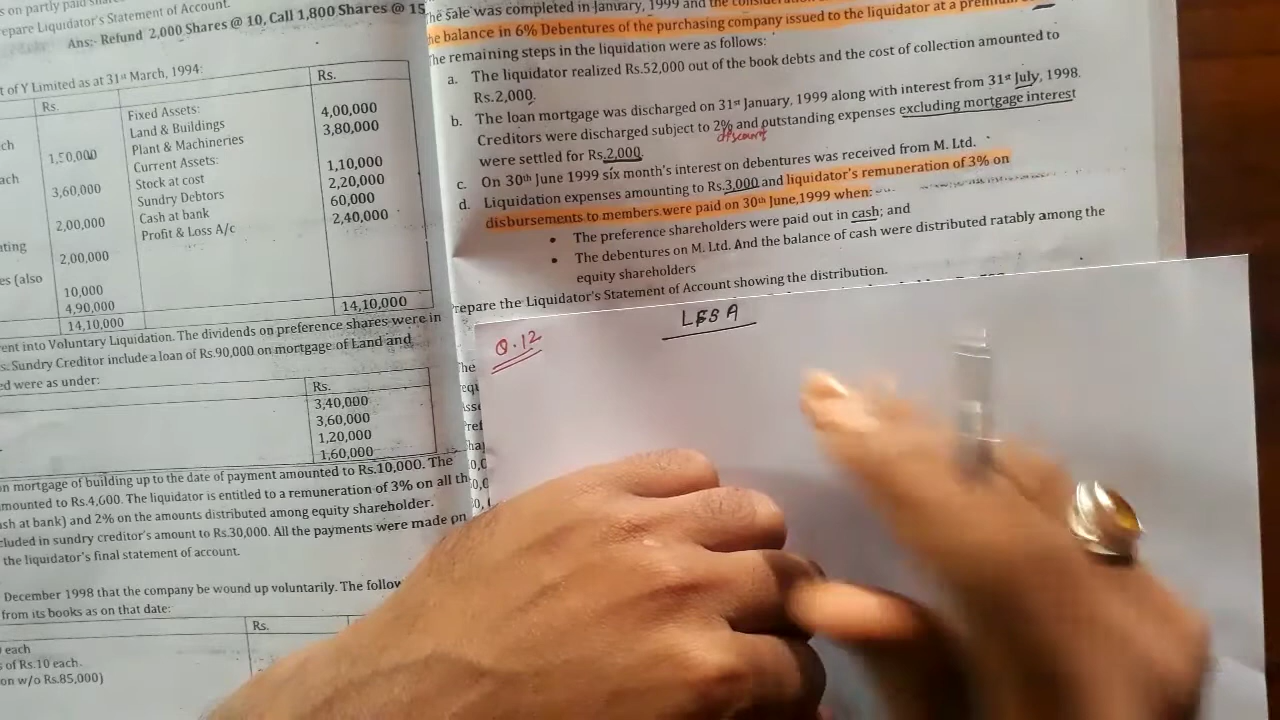 s on partly paid
epare Liquidator's Statement of Account.
Ans:- Refund 2,000 Shares @ 10, Call 1,800 Shares @ 15
t of Y Limited as at 31st March, 1994:
Rs. Rs.
Fixed Assets:
ch 1,50,000 Land & Buildings 4,00,000
Plant & Machineries 3,80,000
Current Assets:
ach 3,60,000 Stock at cost 1,10,000
Sundry Debtors 2,20,000
2,00,000 Cash at bank 60,000
ating Profit & Loss A/c 2,40,000
2,00,000
es (also
10,000
4,90,000
14,10,000 14,10,000
ent into Voluntary Liquidation. The dividends on preference shares were in
s. Sundry Creditor include a loan of Rs.90,000 on mortgage of Land and
ed were as under:
Rs.
3,40,000
3,60,000
1,20,000
1,60,000
n mortgage of building up to the date of payment amounted to Rs.10,000. The
mounted to Rs.4,600. The liquidator is entitled to a remuneration of 3% on all th
sh at bank) and 2% on the amounts distributed among equity shareholder.
cluded in sundry creditor's amount to Rs.30,000. All the payments were made on
the liquidator's final statement of account.
December 1998 that the company be wound up voluntarily. The follow
from its books as on that date:
Rs.
each
of Rs.10 each.
on w/o Rs.85,000)
he sale was completed in January, 1999 and the
he balance in 6% Debentures of the purchasing company issued to the liquidator at a
he remaining steps in the liquidation were as follows:
a. The liquidator realized Rs.52,000 out of the book debts and the cost of collection amounted to
Rs.2,000.
b. The loan mortgage was discharged on 31st January, 1999 along with interest from 31st July, 1998.
Creditors were discharged subject to 2% and outstanding expenses excluding mortgage interest
discount
were settled for Rs.2,000.
c. On 30th June 1999 six month's interest on debentures was received from M. Ltd.
d. Liquidation expenses amounting to Rs.3,000 and liquidator's remuneration of 3% on
disbursements to members were paid on 30th June,1999 when:
• The preference shareholders were paid out in cash; and
• The debentures on M. Ltd. And the balance of cash were distributed ratably among the
equity shareholders
repare the Liquidator's Statement of Account showing the distribution.
Q.12
LFSA